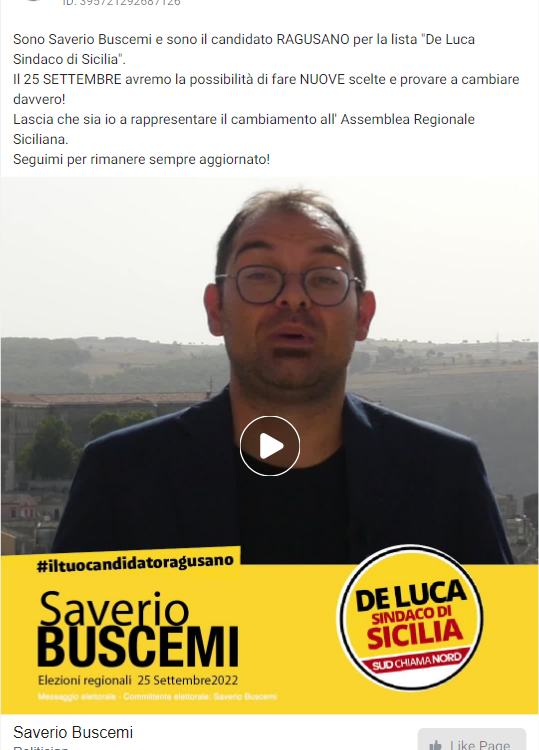 ID: 395721292687126
Sono Saverio Buscemi e sono il candidato RAGUSANO per la lista "De Luca
Sindaco di Sicilia".
Il 25 SETTEMBRE avremo la possibilità di fare NUOVE scelte e provare a cambiare
davvero!
Lascia che sia io a rappresentare il cambiamento all' Assemblea Regionale
Siciliana.
Seguimi per rimanere sempre aggiornato!
#iltuocandidatoragusano
Saverio
BUSCEMI
Elezioni regionali 25 Settembre2022
Messaggio elettorale - Committente elettorale: Saverio Buscemi
DE LUCA
SINDACO DI
SICILIA
SUD CHIAMA NORD
Saverio Buscemi
Politician
Like Page